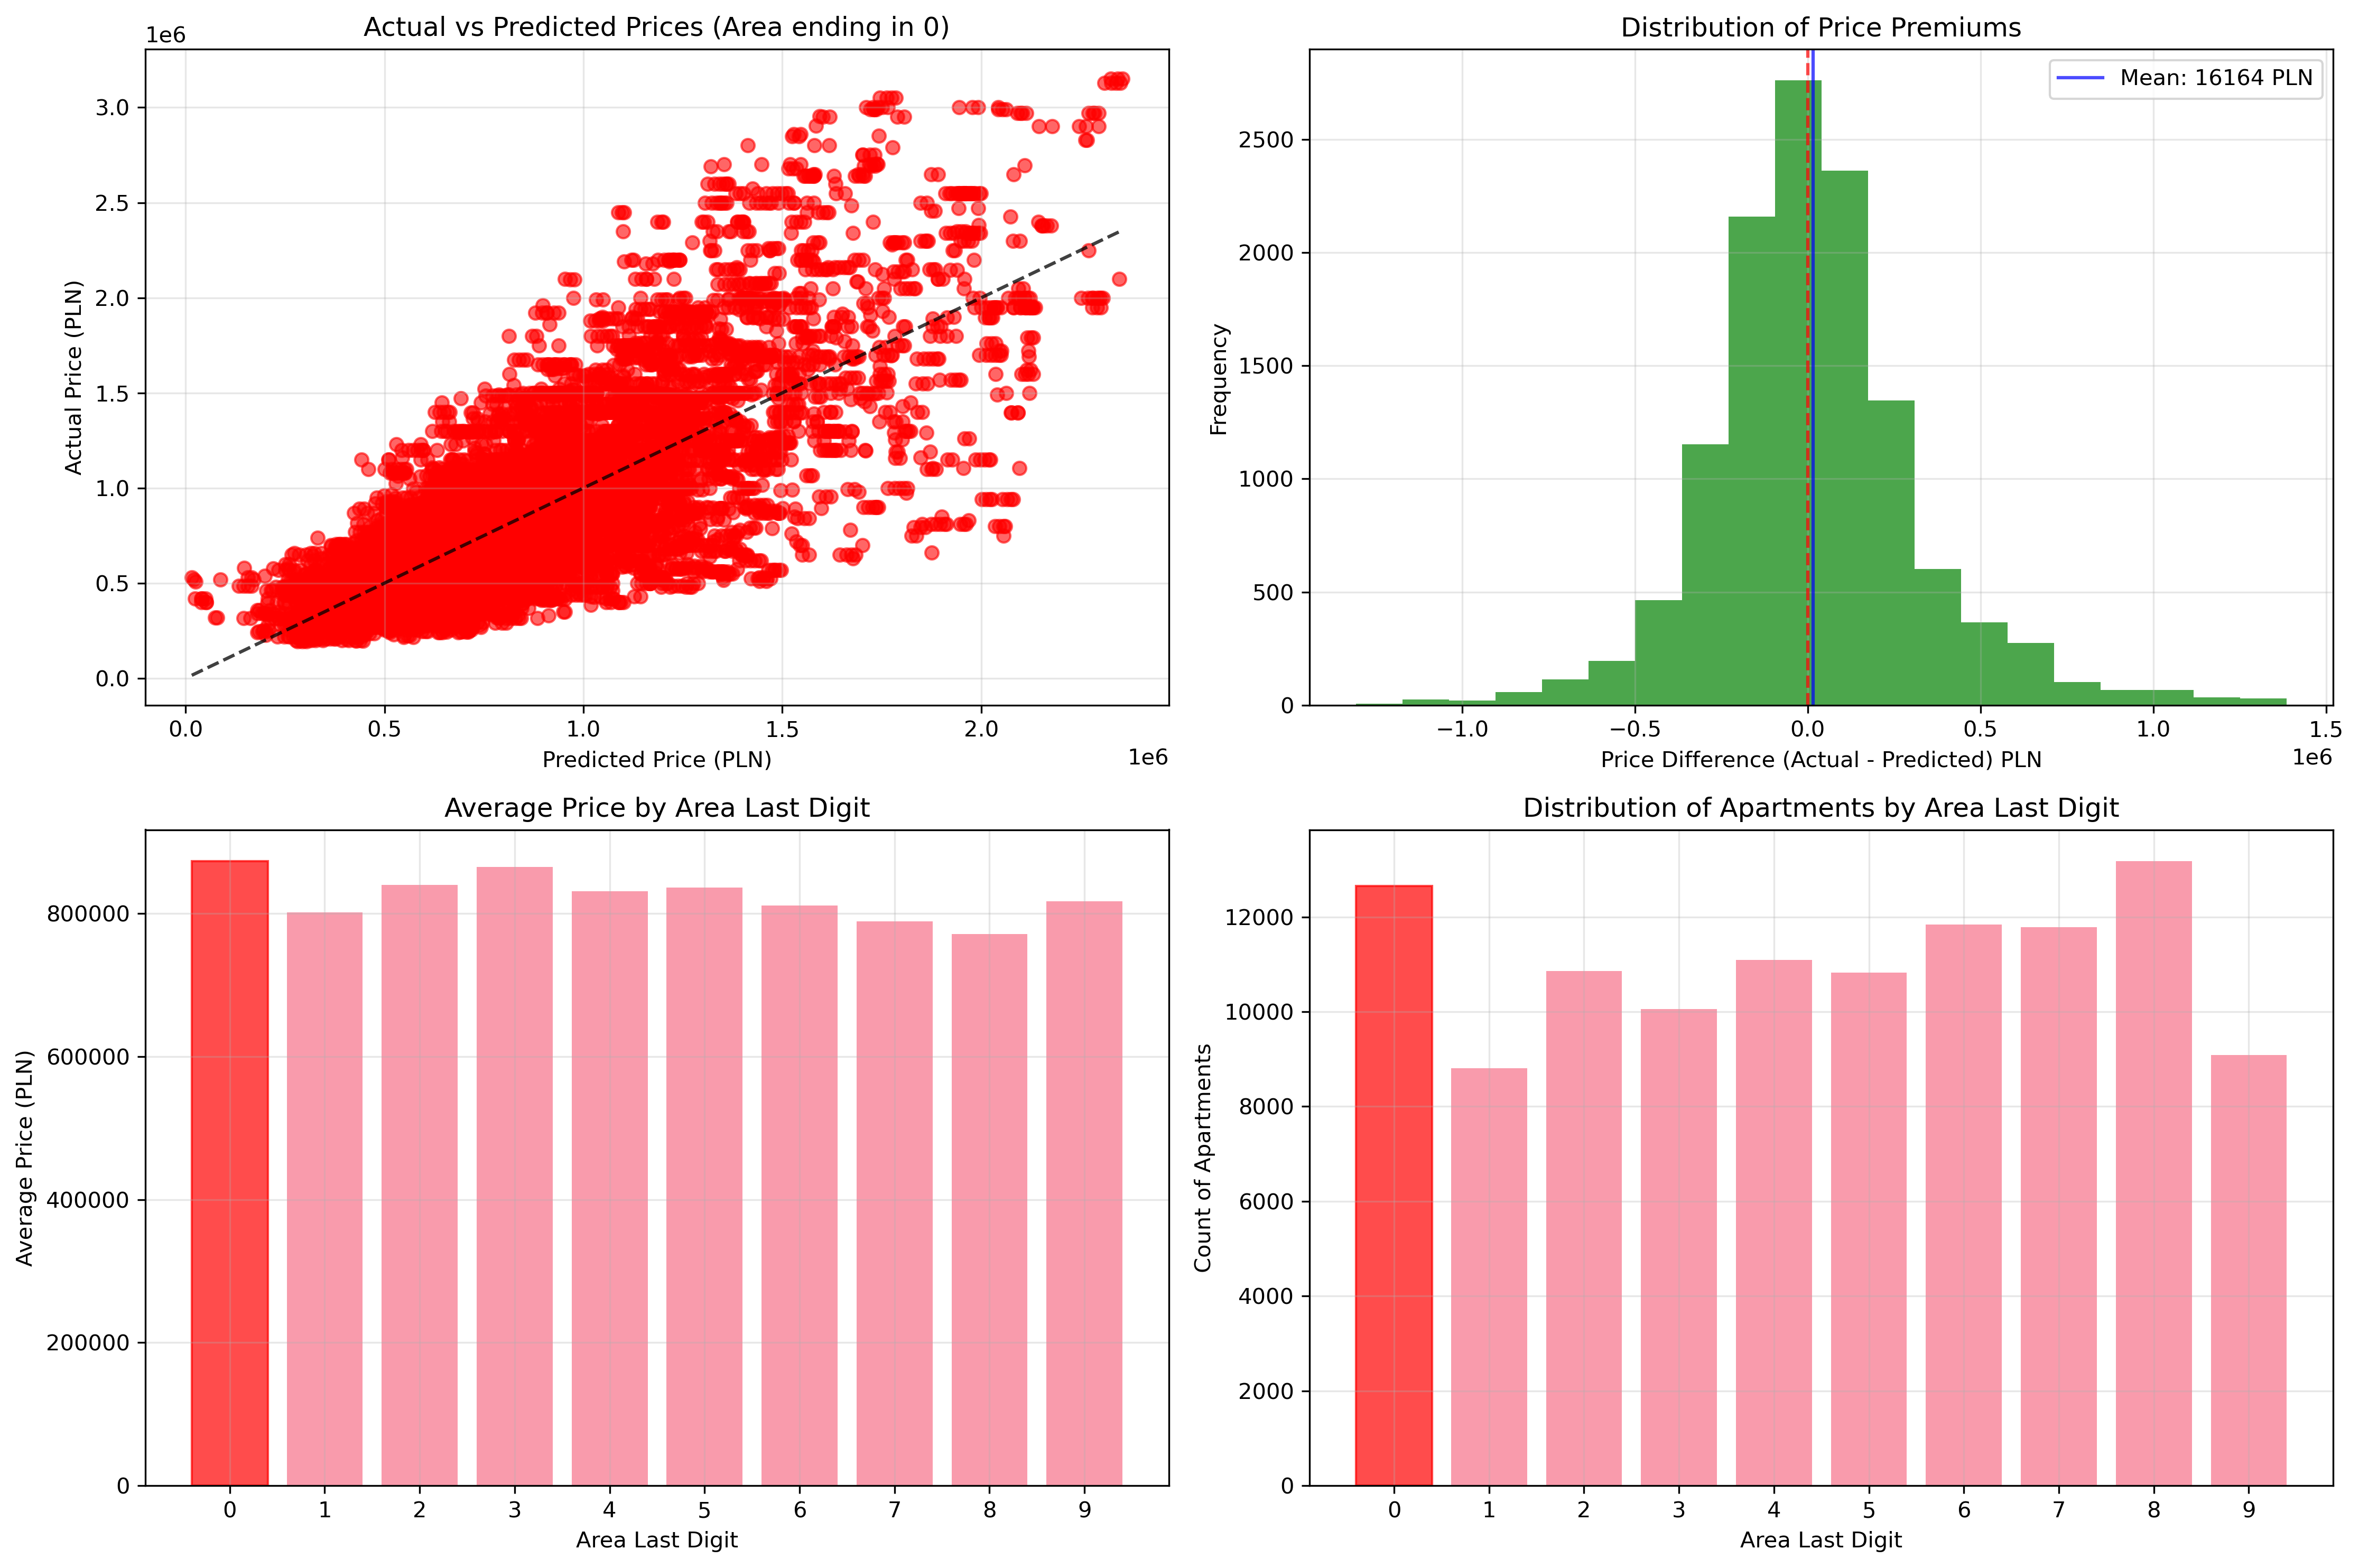 Actual vs Predicted Prices (Area ending in 0)
1e6
3.0
2.5
2.0
1.5
1.0
0.5
0.0
Actual Price (PLN)
0.0 0.5 1.0 1.5 2.0
1e6
Predicted Price (PLN)
Distribution of Price Premiums
Mean: 16164 PLN
2500
2000
1500
1000
500
0
Frequency
−1.0 −0.5 0.0 0.5 1.0 1.5
1e6
Price Difference (Actual - Predicted) PLN
Average Price by Area Last Digit
800000
600000
400000
200000
0
Average Price (PLN)
0 1 2 3 4 5 6 7 8 9
Area Last Digit
Distribution of Apartments by Area Last Digit
12000
10000
8000
6000
4000
2000
0
Count of Apartments
0 1 2 3 4 5 6 7 8 9
Area Last Digit